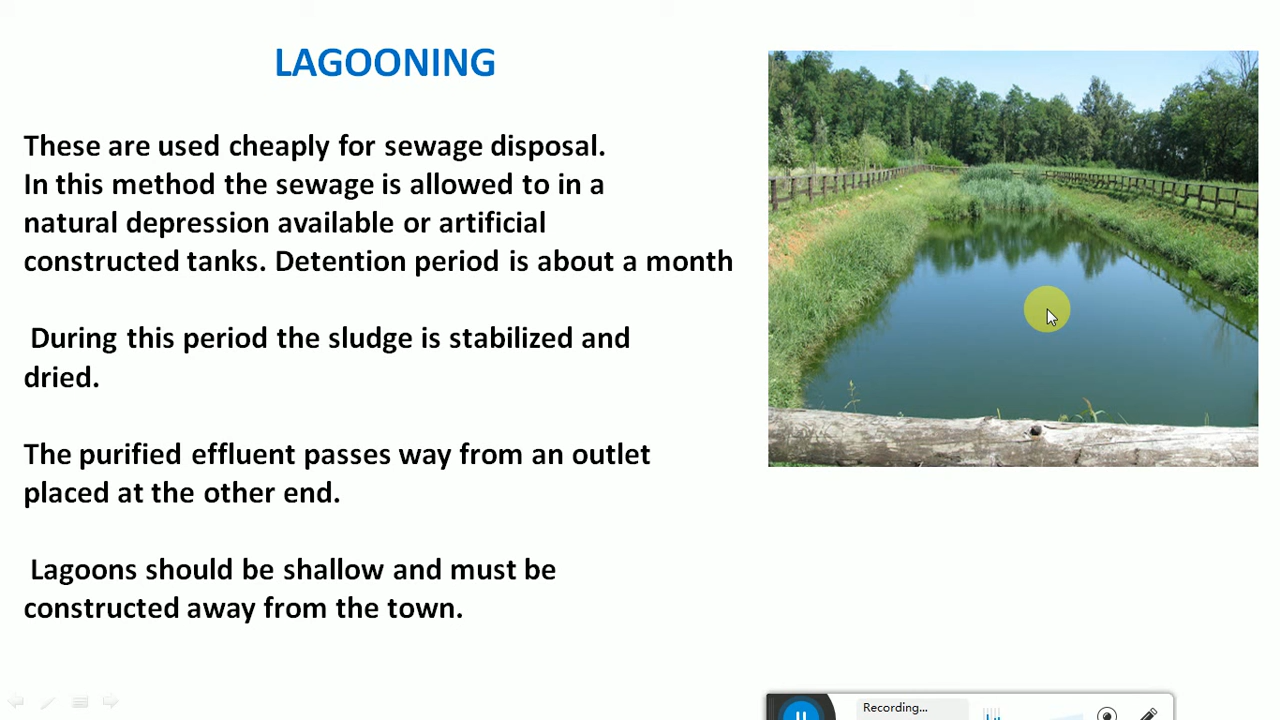 LAGOONING
These are used cheaply for sewage disposal.
In this method the sewage is allowed to in a
natural depression available or artificial
constructed tanks. Detention period is about a month
During this period the sludge is stabilized and
dried.
The purified effluent passes way from an outlet
placed at the other end.
Lagoons should be shallow and must be
constructed away from the town.
Recording...